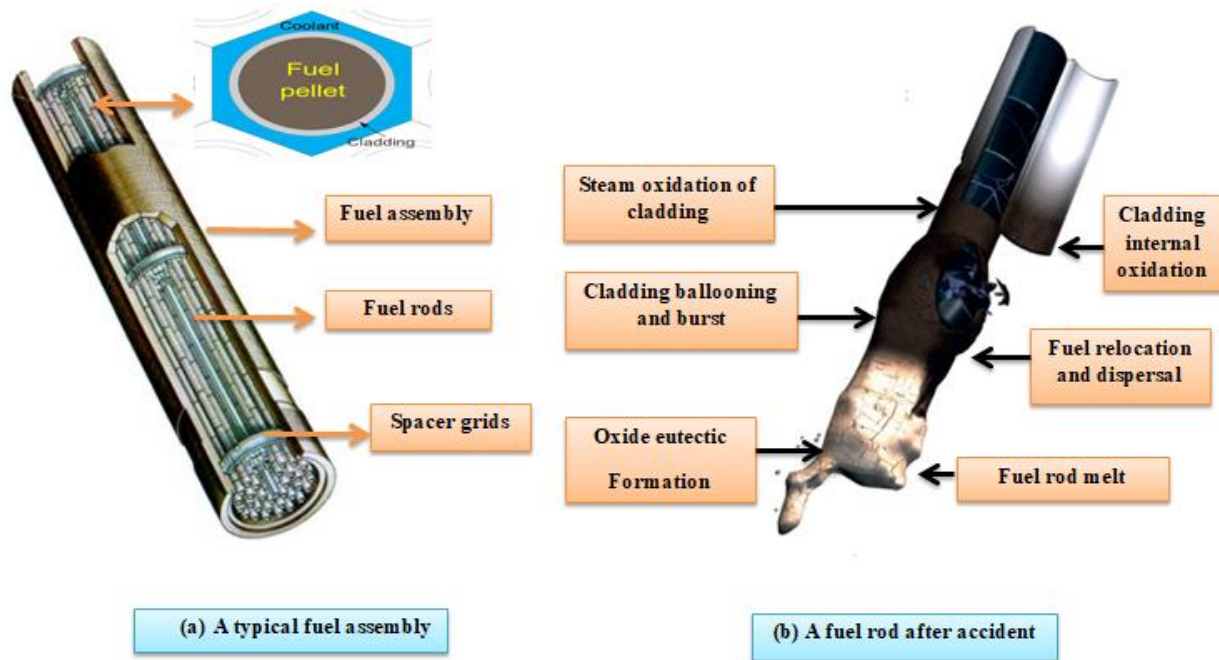 Coolant
Fuel
pellet
Cladding
Fuel assembly
Fuel rods
Spacer grids
(a) A typical fuel assembly
Steam oxidation of
cladding
Cladding
internal
oxidation
Cladding ballooning
and burst
Fuel relocation
and dispersal
Oxide eutectic
Formation
Fuel rod melt
(b) A fuel rod after accident